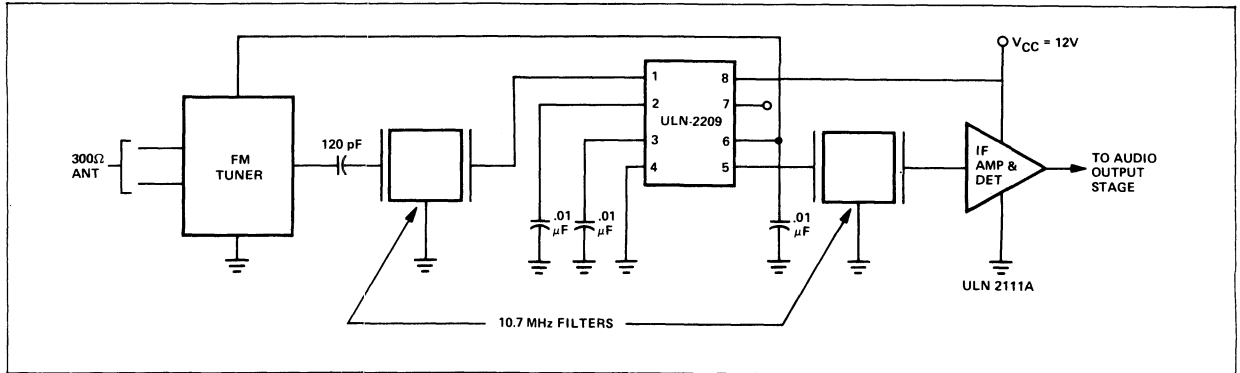 V_CC = 12V
1
8
2
7
ULN-2209
3
6
4
5
300Ω
ANT
FM
TUNER
120 pF
IF
AMP &
DET
TO AUDIO
OUTPUT
STAGE
.01
μF
.01
μF
.01
μF
ULN 2111A
10.7 MHz FILTERS